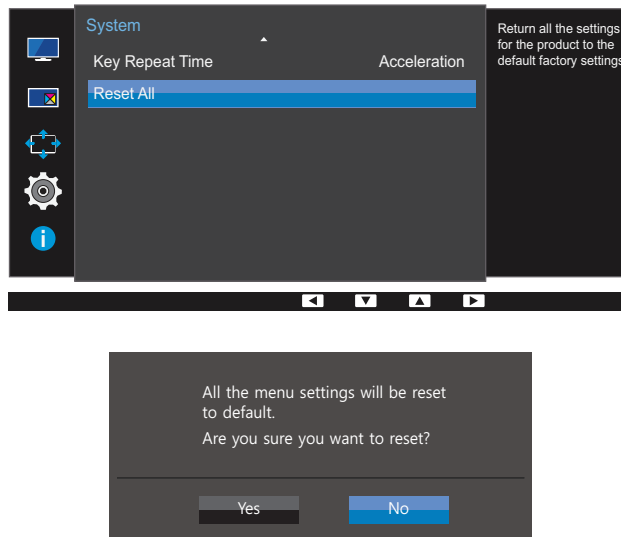 System
Key Repeat Time Acceleration
Reset All
Return all the settings
for the product to the
default factory settings
All the menu settings will be reset
to default.
Are you sure you want to reset?
Yes No